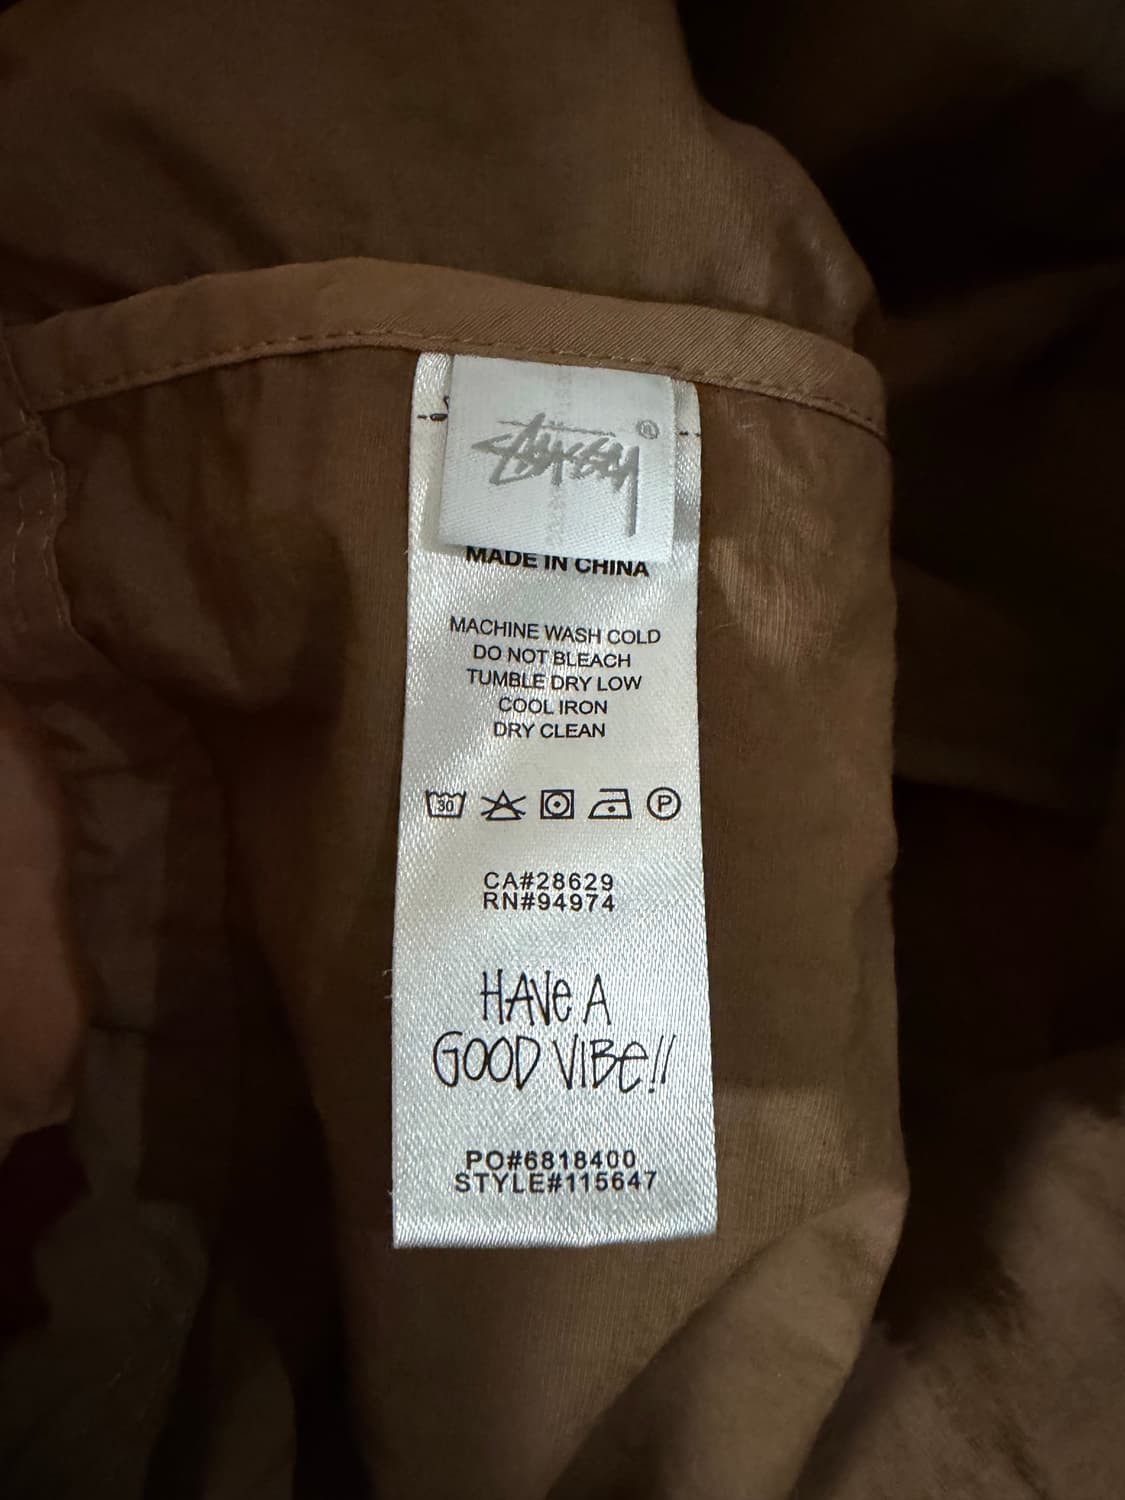 STÜSSY ®
MADE IN CHINA
MACHINE WASH COLD
DO NOT BLEACH
TUMBLE DRY LOW
COOL IRON
DRY CLEAN
30 P
CA#28629
RN#94974
HAVE A
GOOD VIBE!!
PO#6818400
STYLE#115647